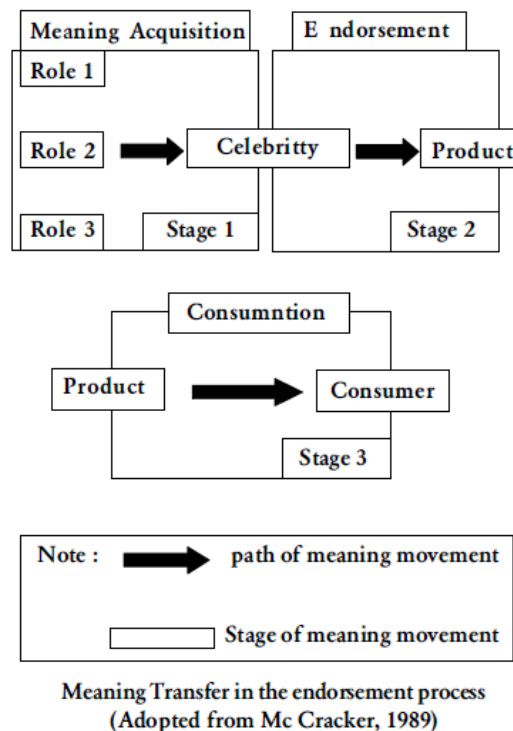 Meaning Acquisition
E ndorsement
Role 1
Role 2
Celebritty
Product
Role 3
Stage 1
Stage 2
Consumntion
Product
Consumer
Stage 3
Note : path of meaning movement
Stage of meaning movement
Meaning Transfer in the endorsement process
(Adopted from Mc Cracker, 1989)